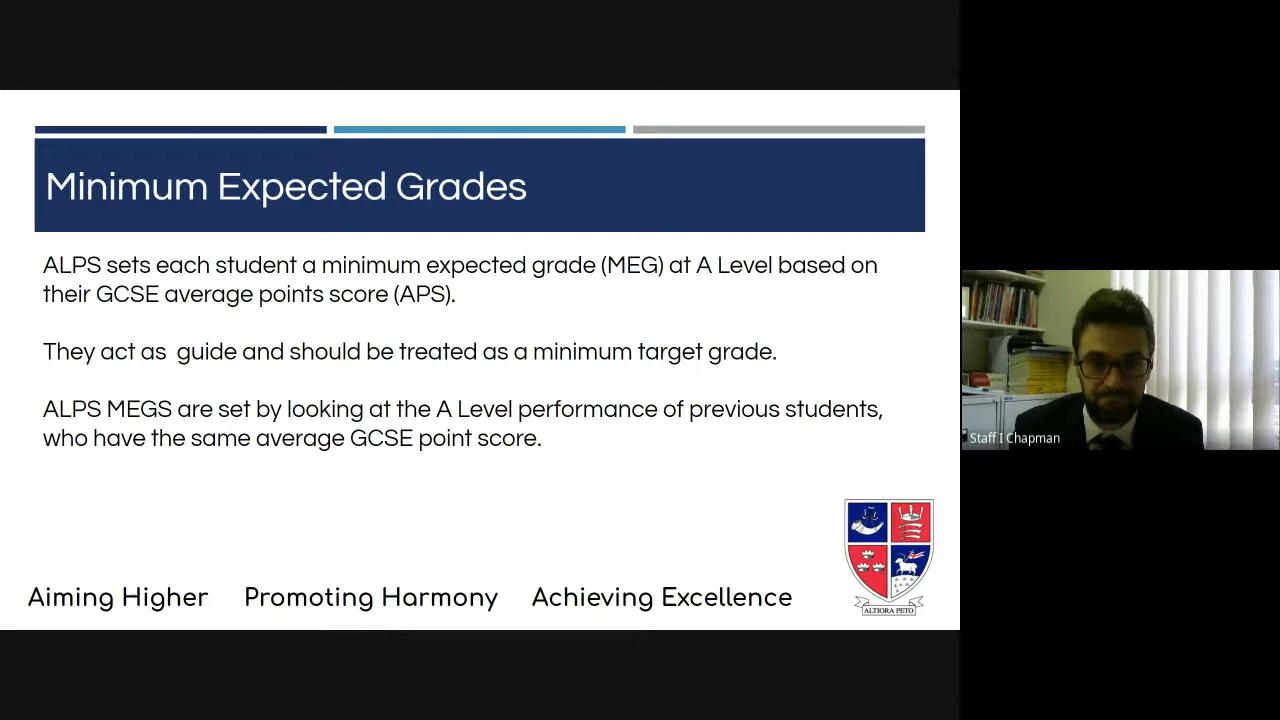 Minimum Expected Grades
ALPS sets each student a minimum expected grade (MEG) at A Level based on
their GCSE average points score (APS).
They act as  guide and should be treated as a minimum target grade.
ALPS MEGS are set by looking at the A Level performance of previous students,
who have the same average GCSE point score.
Aiming Higher Promoting Harmony Achieving Excellence
ALTIORA PETO
Staff I Chapman